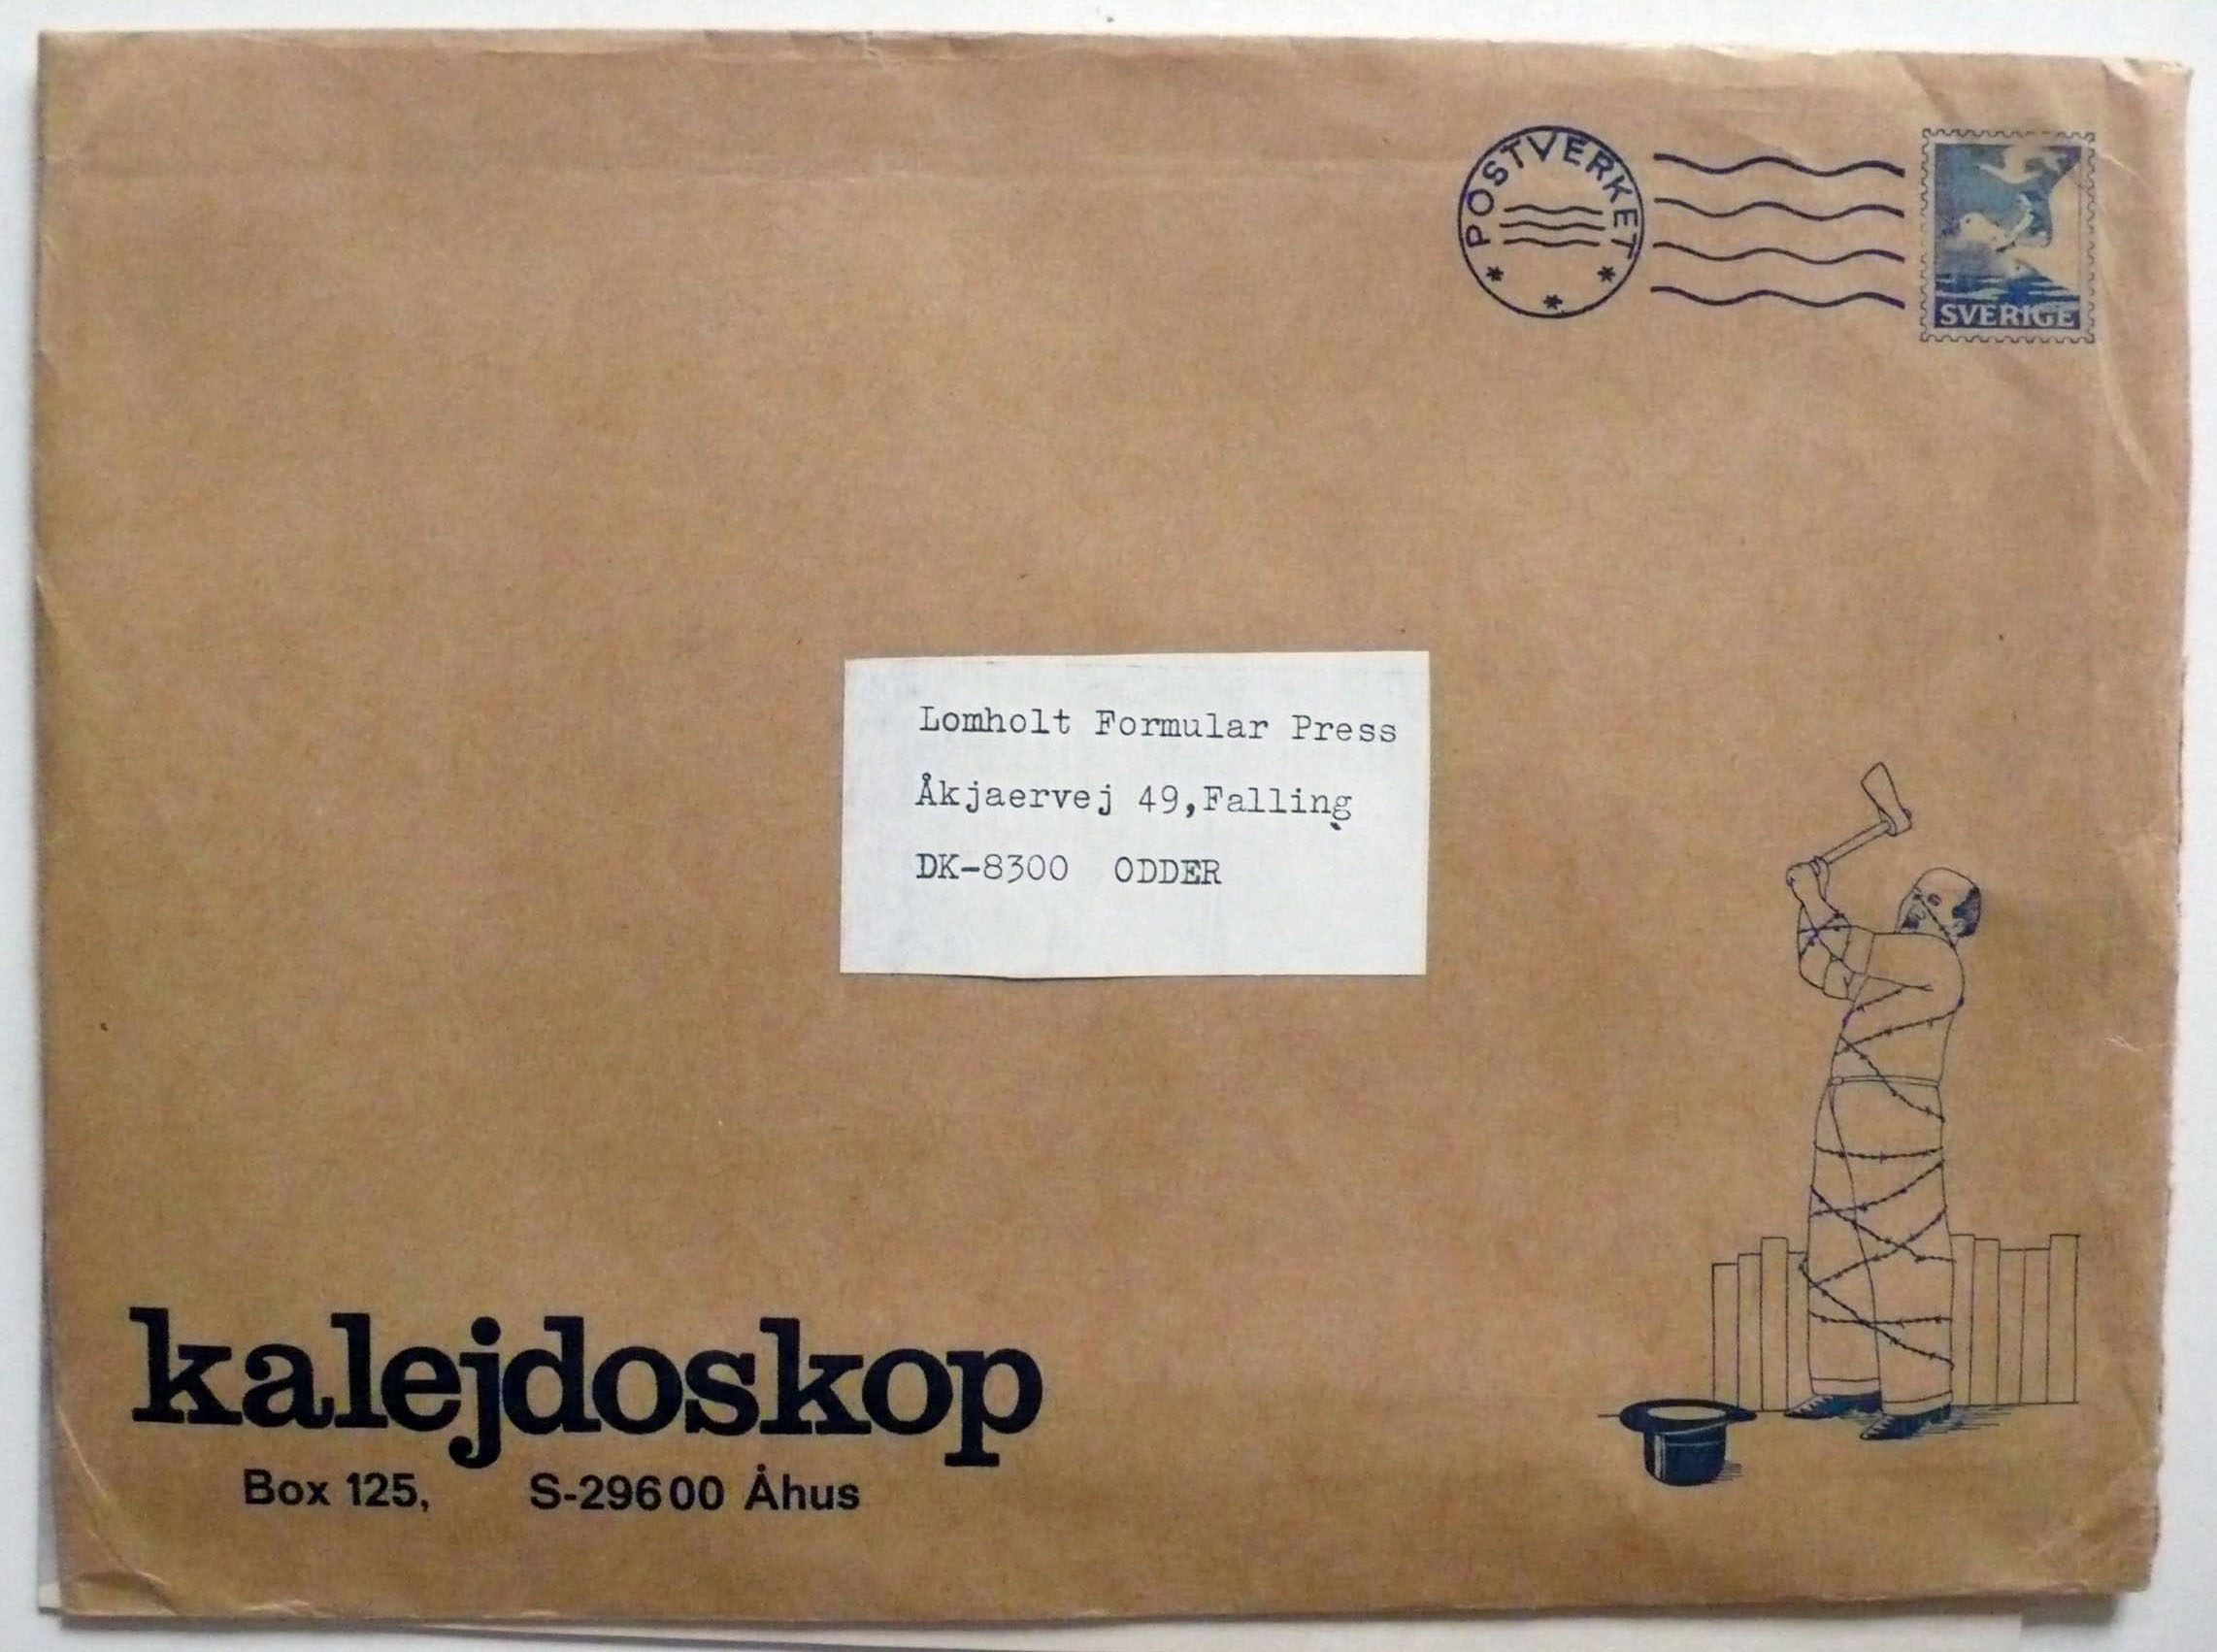 POSTVERKET
SVERIGE
Lomholt Formular Press
Åkjaervej 49,Falling
DK-8300 ODDER
kalejdoskop
Box 125, S-29600 Åhus